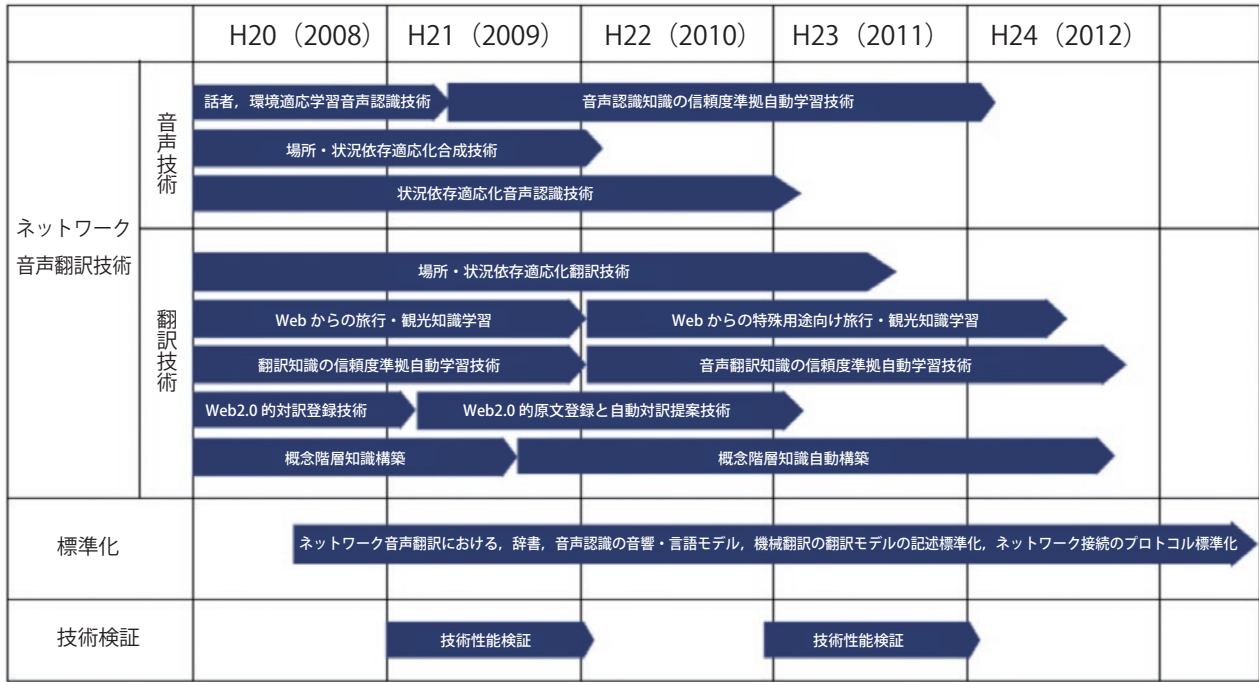 H20（2008）
H21（2009）
H22（2010）
H23（2011）
H24（2012）
ネットワーク
音声翻訳技術
音声技術
話者，環境適応学習音声認識技術
音声認識知識の信頼度準拠自動学習技術
場所・状況依存適応化合成技術
状況依存適応化音声認識技術
翻訳技術
場所・状況依存適応化翻訳技術
Webからの旅行・観光知識学習
Webからの特殊用途向け旅行・観光知識学習
翻訳知識の信頼度準拠自動学習技術
音声翻訳知識の信頼度準拠自動学習技術
Web2.0的対訳登録技術
Web2.0的原文登録と自動対訳提案技術
概念階層知識構築
概念階層知識自動構築
標準化
ネットワーク音声翻訳における，辞書，音声認識の音響・言語モデル，機械翻訳の翻訳モデルの記述標準化，ネットワーク接続のプロトコル標準化
技術検証
技術性能検証
技術性能検証